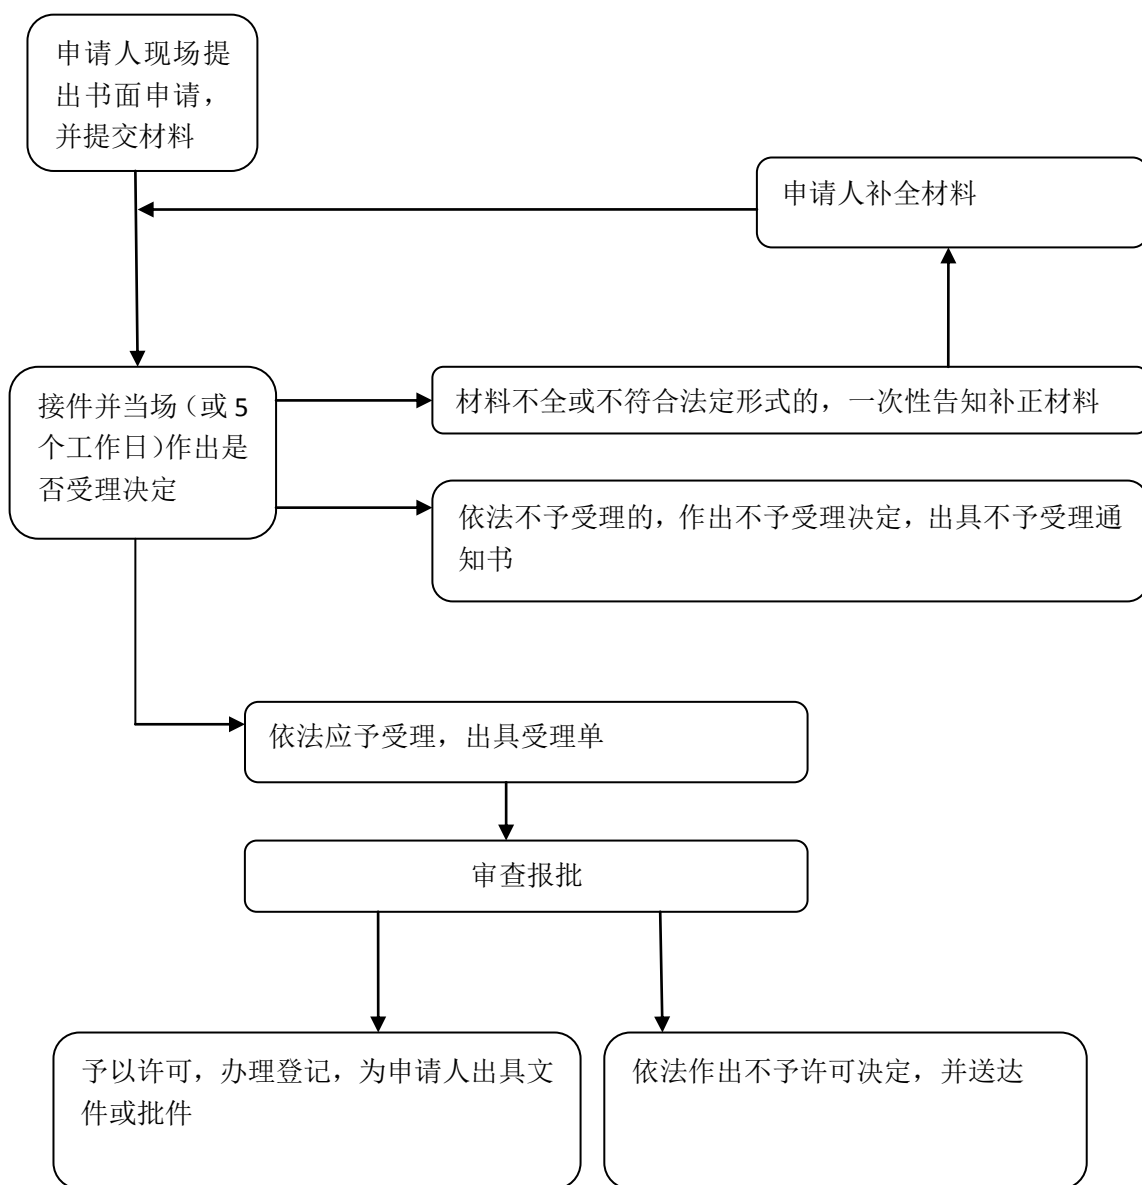 申请人现场提
出书面申请，
并提交材料
申请人补全材料
接件并当场（或 5
个工作日）作出是
否受理决定
材料不全或不符合法定形式的，一次性告知补正材料
依法不予受理的，作出不予受理决定，出具不予受理通
知书
依法应予受理，出具受理单
审查报批
予以许可，办理登记，为申请人出具文
件或批件
依法作出不予许可决定，并送达